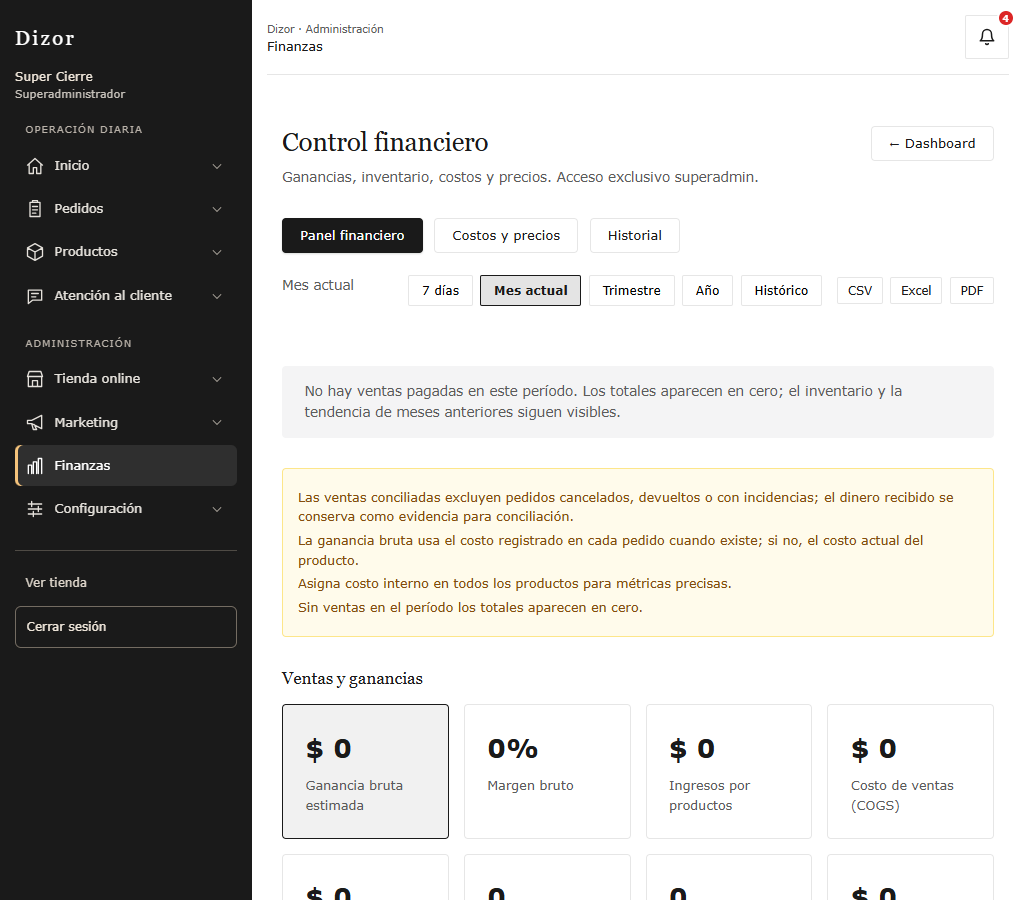 Dizor
Super Cierre
Superadministrador
OPERACIÓN DIARIA
Inicio
Pedidos
Productos
Atención al cliente
ADMINISTRACIÓN
Tienda online
Marketing
Finanzas
Configuración
Ver tienda
Cerrar sesión
Dizor · Administración
Finanzas
4
Control financiero
← Dashboard
Ganancias, inventario, costos y precios. Acceso exclusivo superadmin.
Panel financiero
Costos y precios
Historial
Mes actual
7 días
Mes actual
Trimestre
Año
Histórico
CSV
Excel
PDF
No hay ventas pagadas en este período. Los totales aparecen en cero; el inventario y la
tendencia de meses anteriores siguen visibles.
Las ventas conciliadas excluyen pedidos cancelados, devueltos o con incidencias; el dinero recibido se
conserva como evidencia para conciliación.
La ganancia bruta usa el costo registrado en cada pedido cuando existe; si no, el costo actual del
producto.
Asigna costo interno en todos los productos para métricas precisas.
Sin ventas en el período los totales aparecen en cero.
Ventas y ganancias
$ 0
Ganancia bruta
estimada
0%
Margen bruto
$ 0
Ingresos por
productos
$ 0
Costo de ventas
(COGS)
$ 0
0
0
$ 0